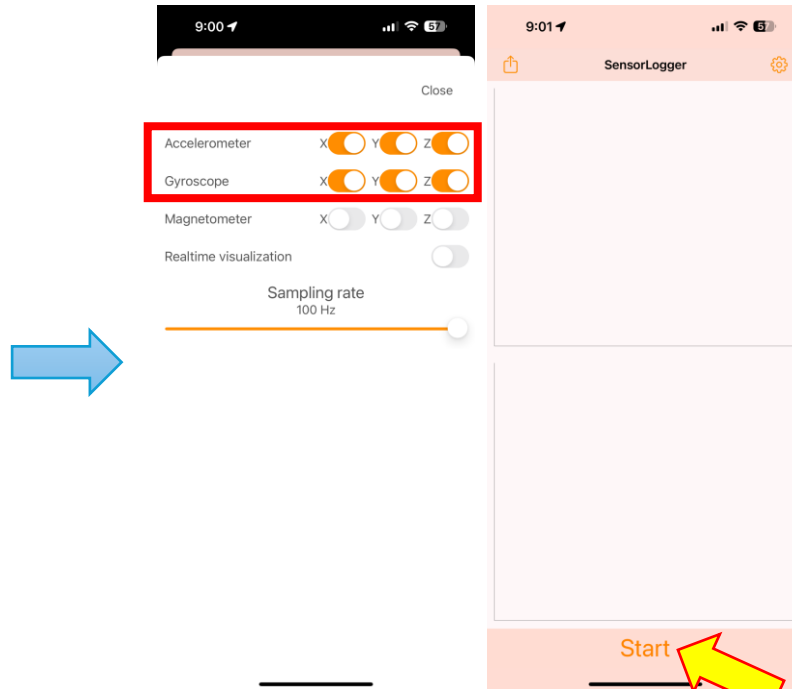 9:00
57
Close
Accelerometer X Y Z
Gyroscope X Y Z
Magnetometer X Y Z
Realtime visualization
Sampling rate
100 Hz
9:01
57
SensorLogger
Start